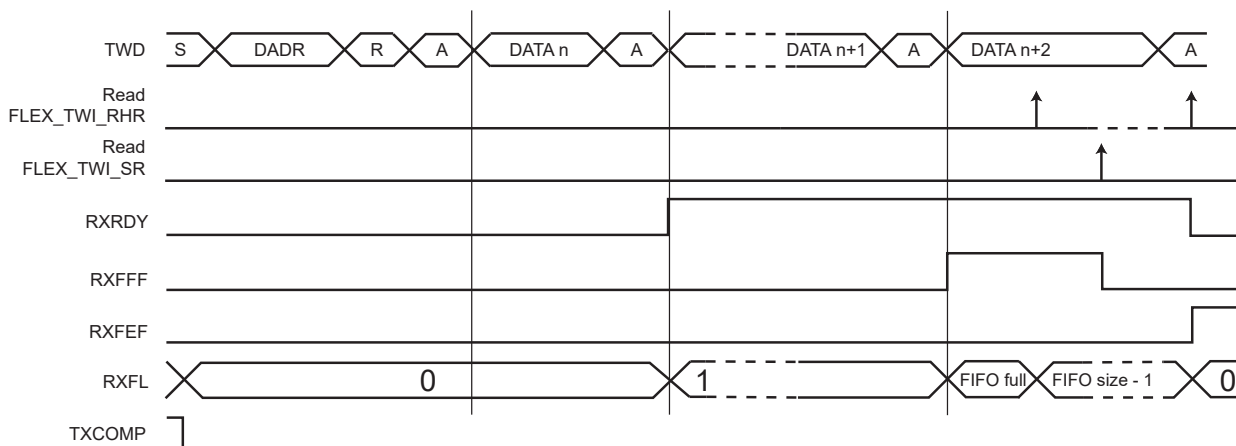 TWD S DADR R A DATA n A DATA n+1 A DATA n+2 A
Read
FLEX_TWI_RHR
Read
FLEX_TWI_SR
RXRDY
RXFFF
RXFEF
RXFL 0 1 FIFO full FIFO size - 1 0
TXCOMP